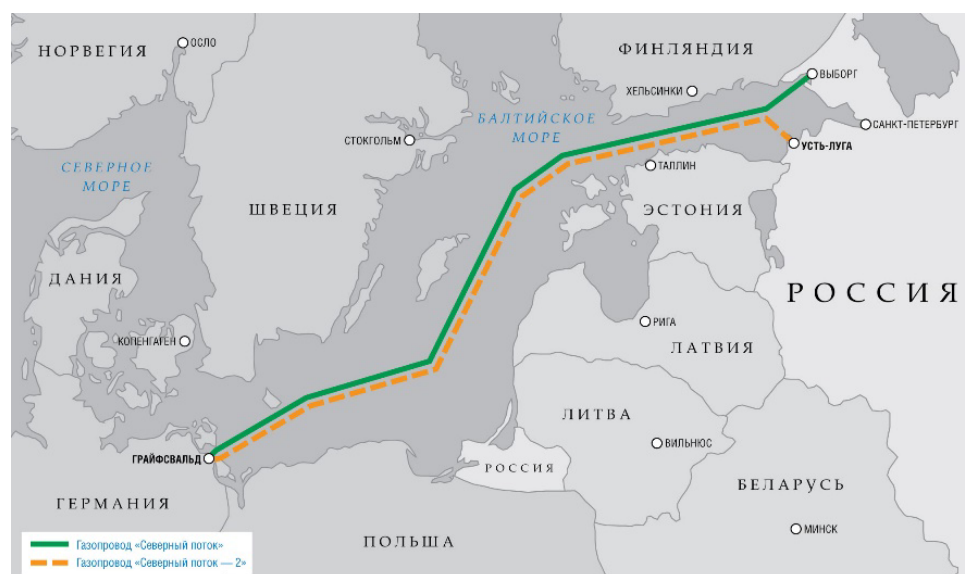 НОРВЕГИЯ
ОСЛО
ФИНЛЯНДИЯ
ВЫБОРГ
ХЕЛЬСИНКИ
БАЛТИЙСКОЕ
МОРЕ
САНКТ-ПЕТЕРБУРГ
СТОКГОЛЬМ
УСТЬ-ЛУГА
ТАЛЛИН
СЕВЕРНОЕ
МОРЕ
ШВЕЦИЯ
ЭСТОНИЯ
ДАНИЯ
РОССИЯ
РИГА
КОПЕНГАГЕН
ЛАТВИЯ
ЛИТВА
ВИЛЬНЮС
ГРАЙФСВАЛЬД
РОССИЯ
БЕЛАРУСЬ
ГЕРМАНИЯ
МИНСК
ПОЛЬША
Газопровод «Северный поток»
Газопровод «Северный поток — 2»